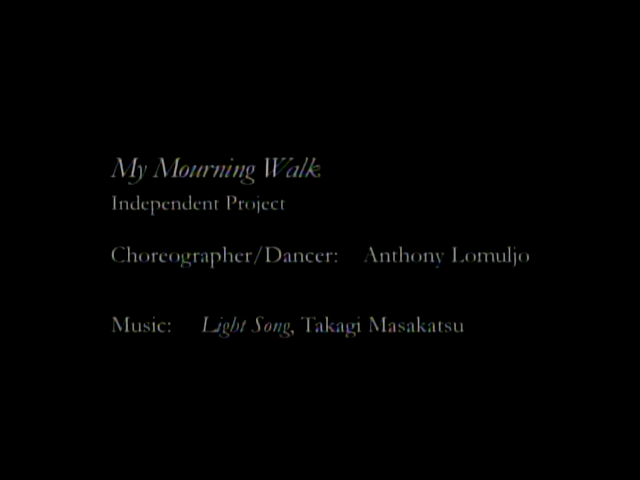 My Mourning Walk
Independent Project
Choreographer/Dancer: Anthony Lomuljo
Music: Light Song, Takagi Masakatsu